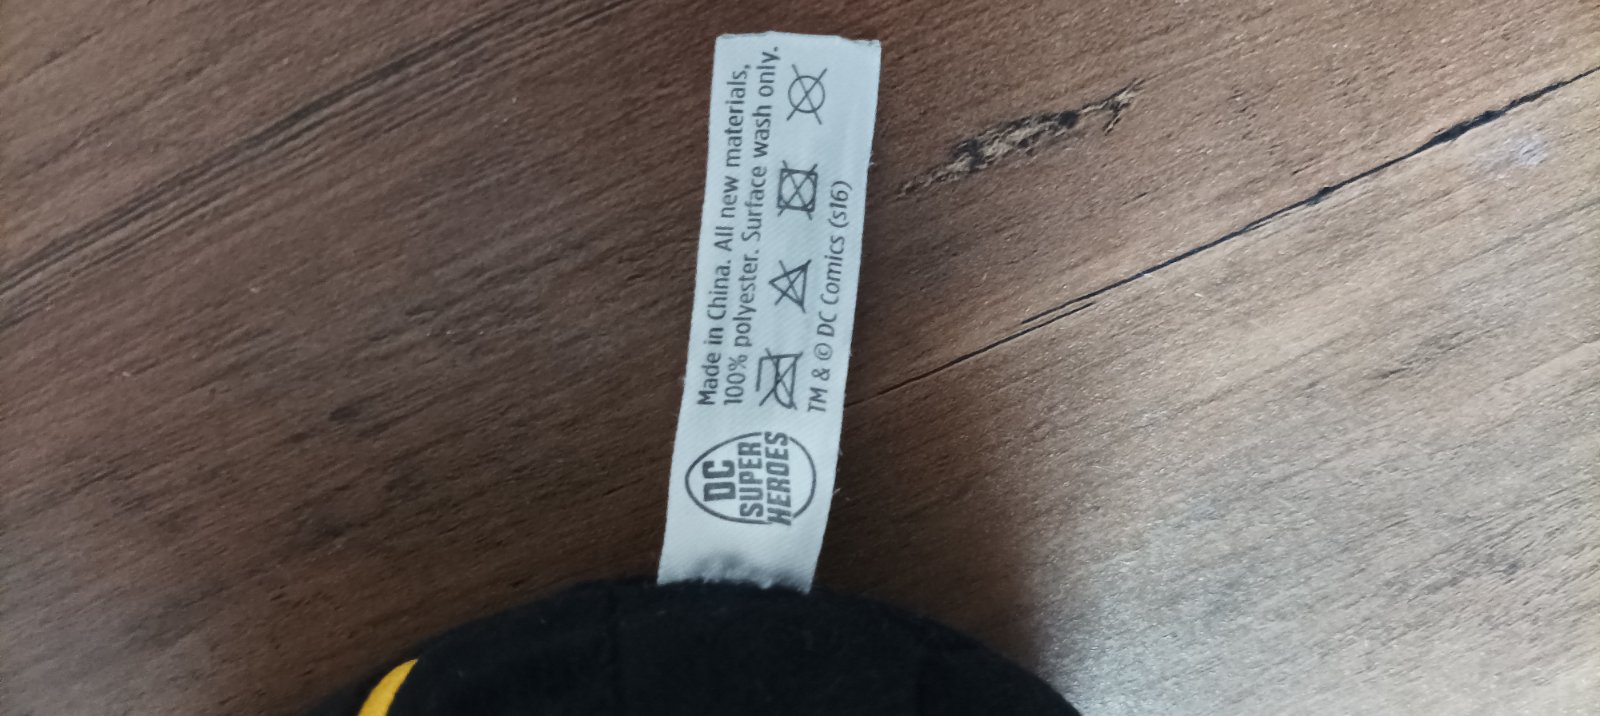 DC
SUPER
HEROES
Made in China. All new materials,
100% polyester. Surface wash only.
TM & © DC Comics (s16)